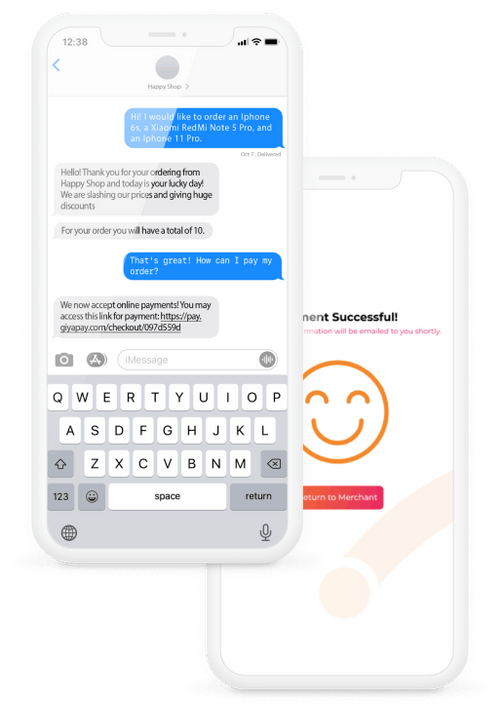 12:38
Happy Shop >
Hi! I would like to order an Iphone
6s, a Xiaomi RedMi Note 5 Pro, and
an Iphone 11 Pro.
Oct 7, Delivered
Hello! Thank you for your ordering from
Happy Shop and today is your lucky day!
We are slashing our prices and giving huge
discounts
For your order you will have a total of 10.
That's great! How can I pay my
order?
We now accept online payments! You may
access this link for payment: https://pay.
giyapay.com/checkout/097d559d
iMessage
Q W E R T Y U I O P
A S D F G H J K L
Z X C V B N M
123 space return
ment Successful!
rmation will be emailed to you shortly.
eturn to Merchant